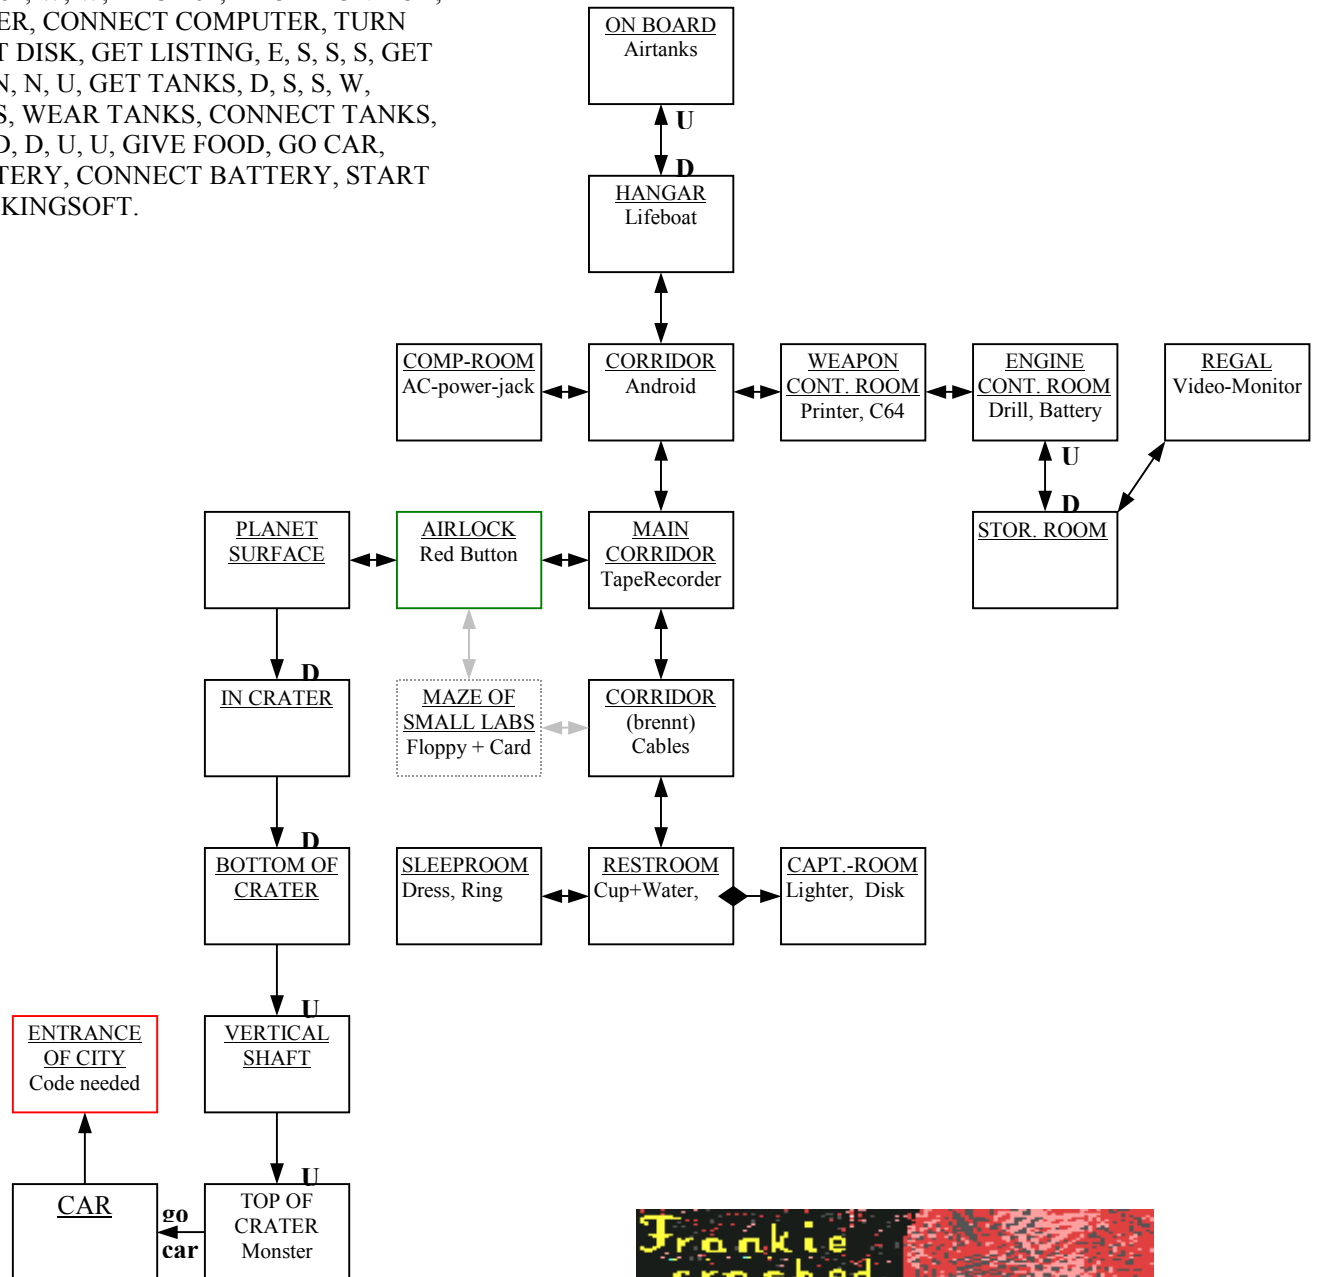 ER, CONNECT COMPUTER, TURN
T DISK, GET LISTING, E, S, S, S, GET
N, N, U, GET TANKS, D, S, S, W,
S, WEAR TANKS, CONNECT TANKS,
D, D, U, U, GIVE FOOD, GO CAR,
TERY, CONNECT BATTERY, START
KINGSOFT.
ON BOARD
Airtanks
U
D
HANGAR
Lifeboat
COMP-ROOM
AC-power-jack
CORRIDOR
Android
WEAPON
CONT. ROOM
Printer, C64
ENGINE
CONT. ROOM
Drill, Battery
REGAL
Video-Monitor
U
D
STOR. ROOM
PLANET
SURFACE
AIRLOCK
Red Button
MAIN
CORRIDOR
TapeRecorder
D
IN CRATER
MAZE OF
SMALL LABS
Floppy + Card
CORRIDOR
(brennt)
Cables
D
BOTTOM OF
CRATER
SLEEPROOM
Dress, Ring
RESTROOM
Cup+Water,
CAPT.-ROOM
Lighter, Disk
U
ENTRANCE
OF CITY
Code needed
VERTICAL
SHAFT
U
CAR
go
car
TOP OF
CRATER
Monster
Frankie
crashed